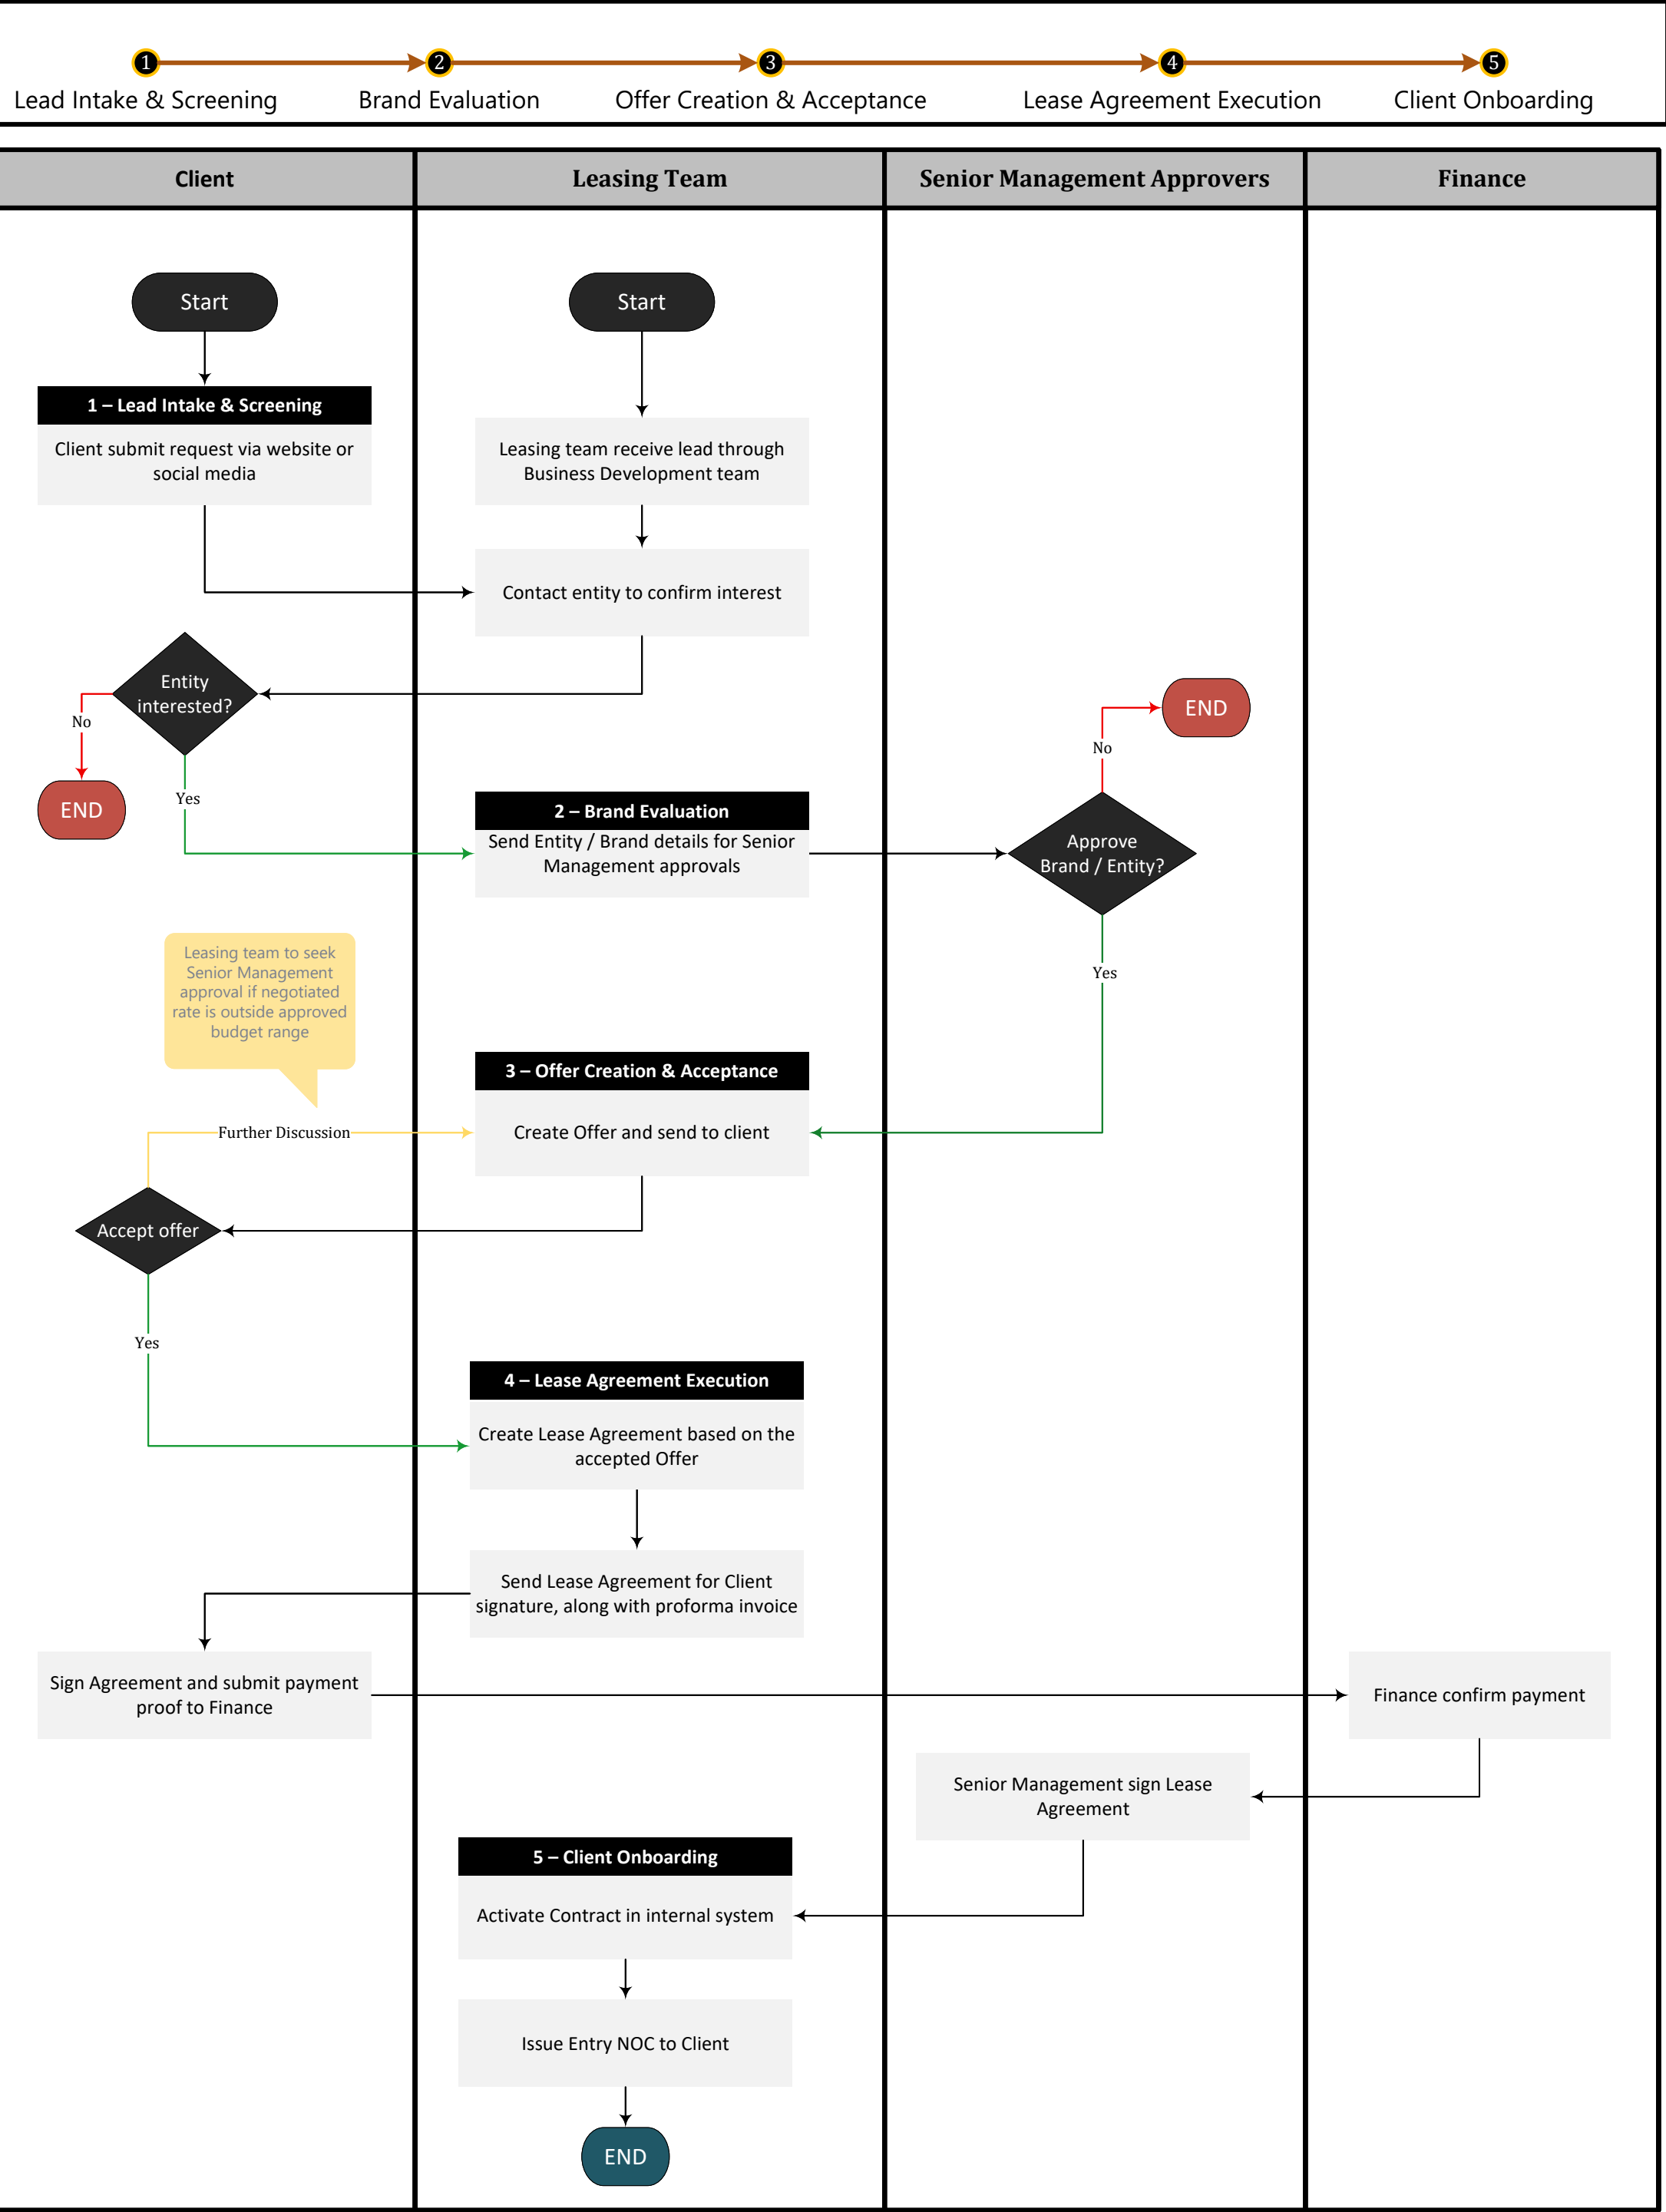 1 2 3 4 5
Lead Intake & Screening Brand Evaluation Offer Creation & Acceptance Lease Agreement Execution Client Onboarding
Client Leasing Team Senior Management Approvers Finance
Start Start
1 – Lead Intake & Screening
Client submit request via website or
social media
Leasing team receive lead through
Business Development team
Contact entity to confirm interest
Entity
interested?
No
END
Yes
END
No
2 – Brand Evaluation
Send Entity / Brand details for Senior
Management approvals
Approve
Brand / Entity?
Yes
Leasing team to seek
Senior Management
approval if negotiated
rate is outside approved
budget range
3 – Offer Creation & Acceptance
Create Offer and send to client
Further Discussion
Accept offer
Yes
4 – Lease Agreement Execution
Create Lease Agreement based on the
accepted Offer
Send Lease Agreement for Client
signature, along with proforma invoice
Sign Agreement and submit payment
proof to Finance
Finance confirm payment
Senior Management sign Lease
Agreement
5 – Client Onboarding
Activate Contract in internal system
Issue Entry NOC to Client
END